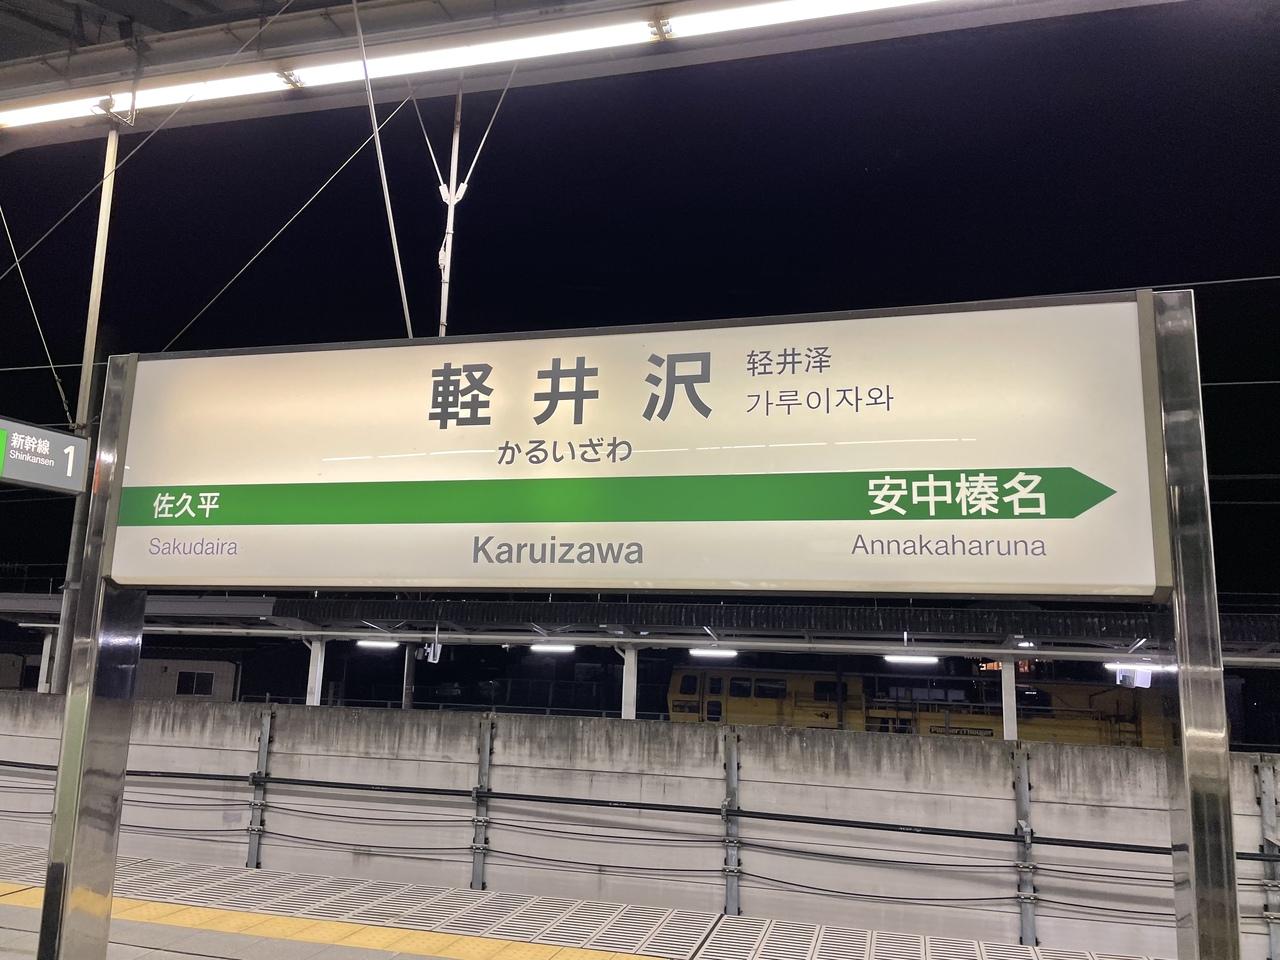 軽井沢
轻井泽
가루이자와
かるいざわ
佐久平
安中榛名
Sakudaira
Karuizawa
Annakaharuna
新幹線
Shinkansen
1